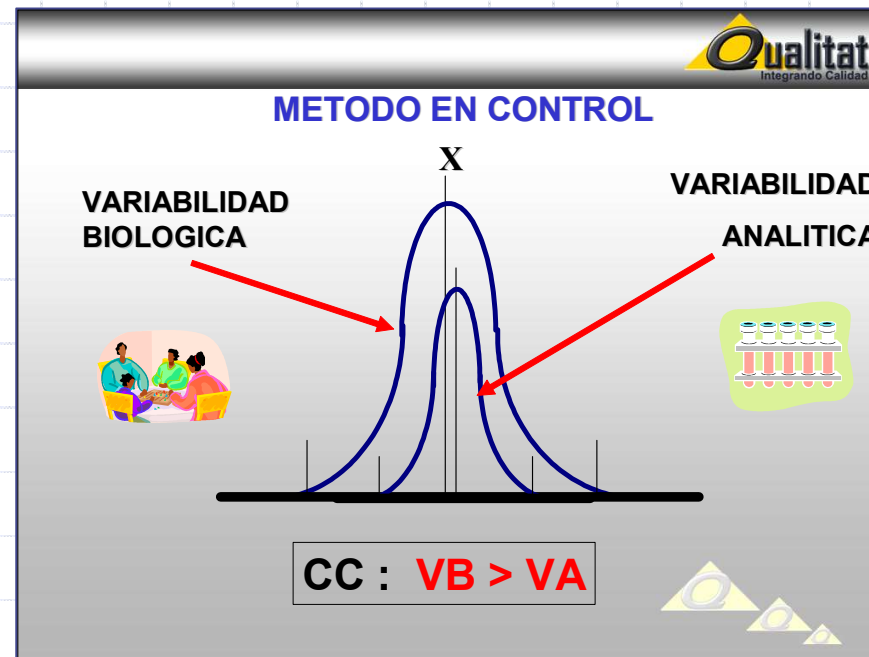 Qualitat
Integrando Calidad
METODO EN CONTROL
X
VARIABILIDAD
BIOLOGICA
VARIABILIDAD
ANALITICA
CC : VB > VA